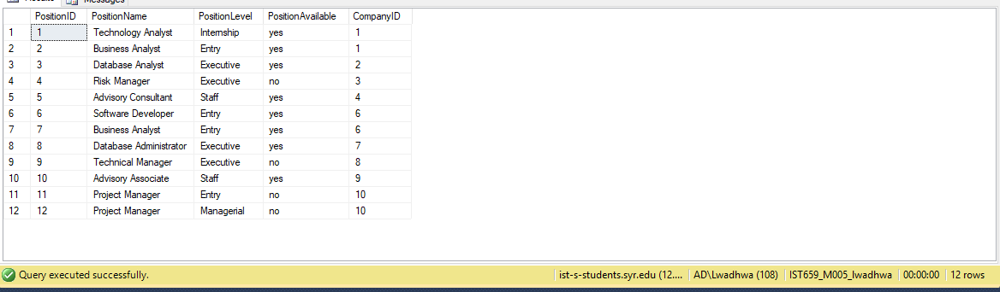 Results Messages
PositionID PositionName PositionLevel PositionAvailable CompanyID
1 1 Technology Analyst Internship yes 1
2 2 Business Analyst Entry yes 1
3 3 Database Analyst Executive yes 2
4 4 Risk Manager Executive no 3
5 5 Advisory Consultant Staff yes 4
6 6 Software Developer Entry yes 6
7 7 Business Analyst Entry yes 6
8 8 Database Administrator Executive yes 7
9 9 Technical Manager Executive no 8
10 10 Advisory Associate Staff yes 9
11 11 Project Manager Entry no 10
12 12 Project Manager Managerial no 10
Query executed successfully. ist-s-students.syr.edu (12.... AD\Lwadhwa (108) IST659_M005_lwadhwa 00:00:00 12 rows